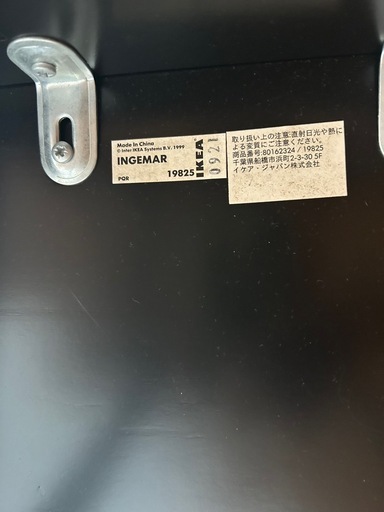 Made in China
© Inter IKEA Systems B.V. 1999
INGEMAR
PQR 19825
IKEA
0921
取り扱い上の注意:直射日光や熱に
よる変質にご注意ください。
商品番号:80162324 / 19825
千葉県船橋市浜町2-3-30 5F
イケア・ジャパン株式会社